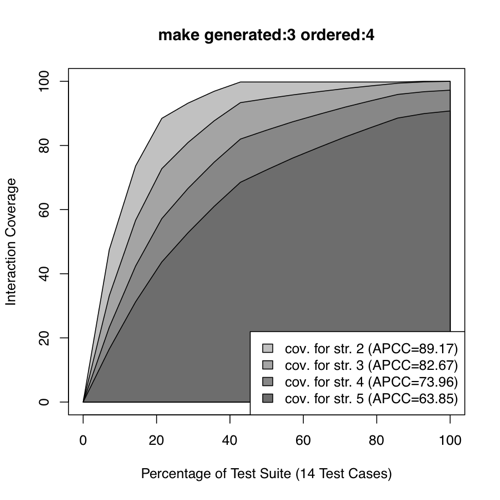 make generated:3 ordered:4
Interaction Coverage
100
80
60
40
20
0
cov. for str. 2 (APCC=89.17)
cov. for str. 3 (APCC=82.67)
cov. for str. 4 (APCC=73.96)
cov. for str. 5 (APCC=63.85)
0 20 40 60 80 100
Percentage of Test Suite (14 Test Cases)